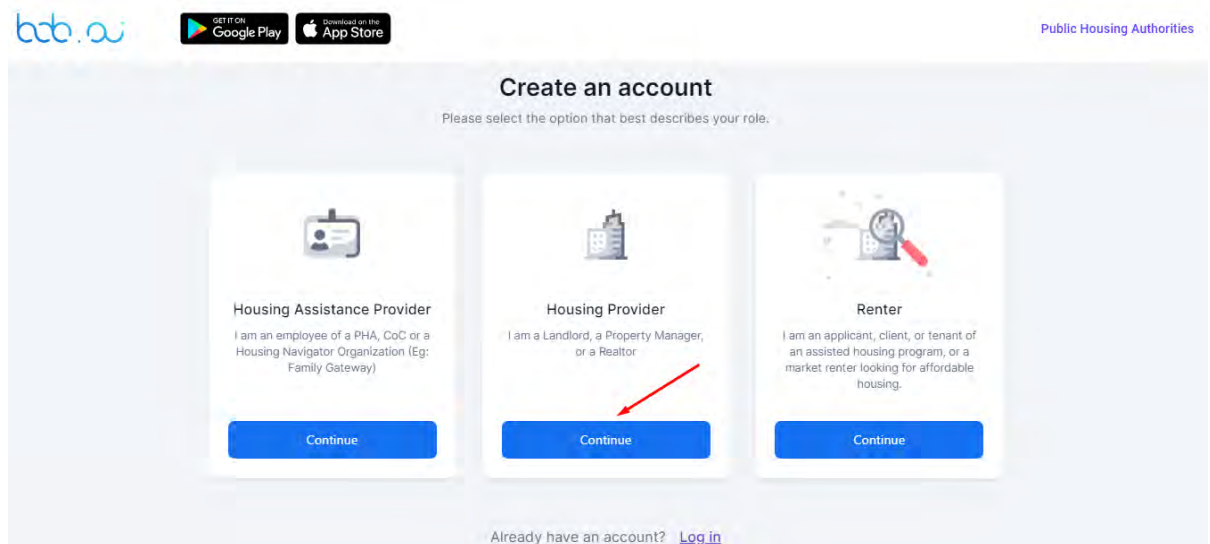 bob.ai
GET IT ON
Google Play
Download on the
App Store
Public Housing Authorities
Create an account
Please select the option that best describes your role.
Housing Assistance Provider
I am an employee of a PHA, CoC or a
Housing Navigator Organization (Eg:
Family Gateway)
Continue
Housing Provider
I am a Landlord, a Property Manager,
or a Realtor
Continue
Renter
I am an applicant, client, or tenant of
an assisted housing program, or a
market renter looking for affordable
housing.
Continue
Already have an account? Log in